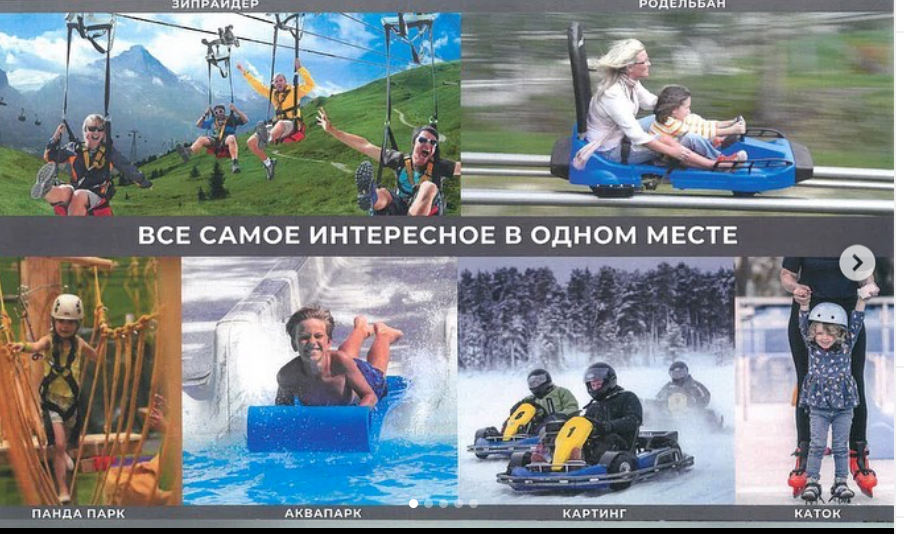 ЗИПРАЙДЕР
РОДЕЛЬБАН
ВСЕ САМОЕ ИНТЕРЕСНОЕ В ОДНОМ МЕСТЕ
ПАНДА ПАРК
АКВАПАРК
КАРТИНГ
КАТОК